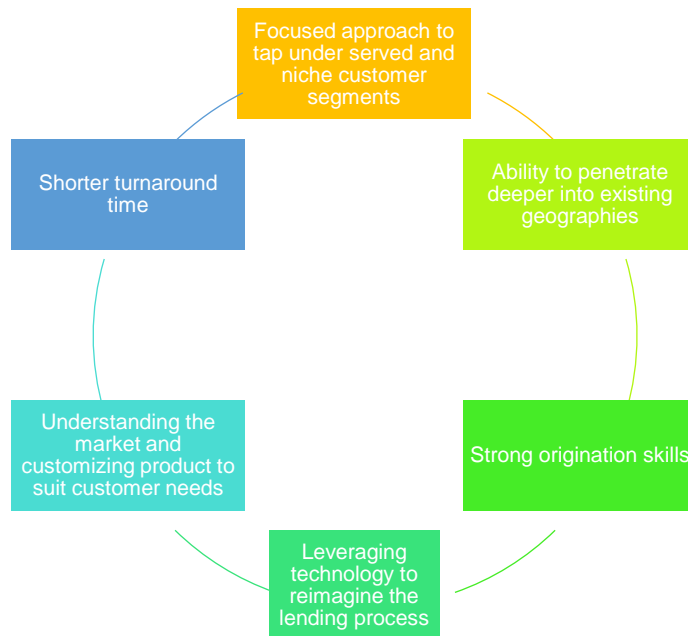 Focused approach to
tap under served and
niche customer
segments
Ability to penetrate
deeper into existing
geographies
Strong origination skills
Leveraging
technology to
reimagine the
lending process
Understanding the
market and
customizing product to
suit customer needs
Shorter turnaround
time